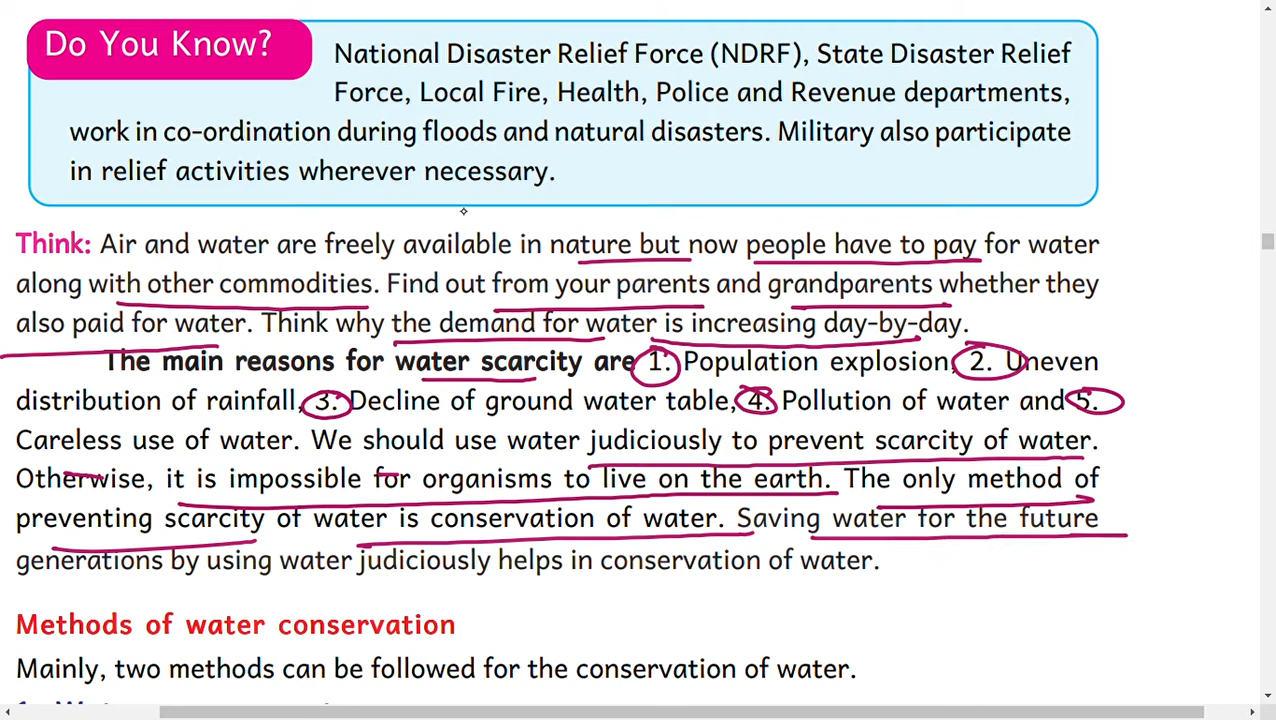 Do You Know?
National Disaster Relief Force (NDRF), State Disaster Relief
Force, Local Fire, Health, Police and Revenue departments,
work in co-ordination during floods and natural disasters. Military also participate
in relief activities wherever necessary.
Think: Air and water are freely available in nature but now people have to pay for water
along with other commodities. Find out from your parents and grandparents whether they
also paid for water. Think why the demand for water is increasing day-by-day.
The main reasons for water scarcity are 1. Population explosion, 2. Uneven
distribution of rainfall, 3. Decline of ground water table, 4. Pollution of water and 5.
Careless use of water. We should use water judiciously to prevent scarcity of water.
Otherwise, it is impossible for organisms to live on the earth. The only method of
preventing scarcity of water is conservation of water. Saving water for the future
generations by using water judiciously helps in conservation of water.
Methods of water conservation
Mainly, two methods can be followed for the conservation of water.